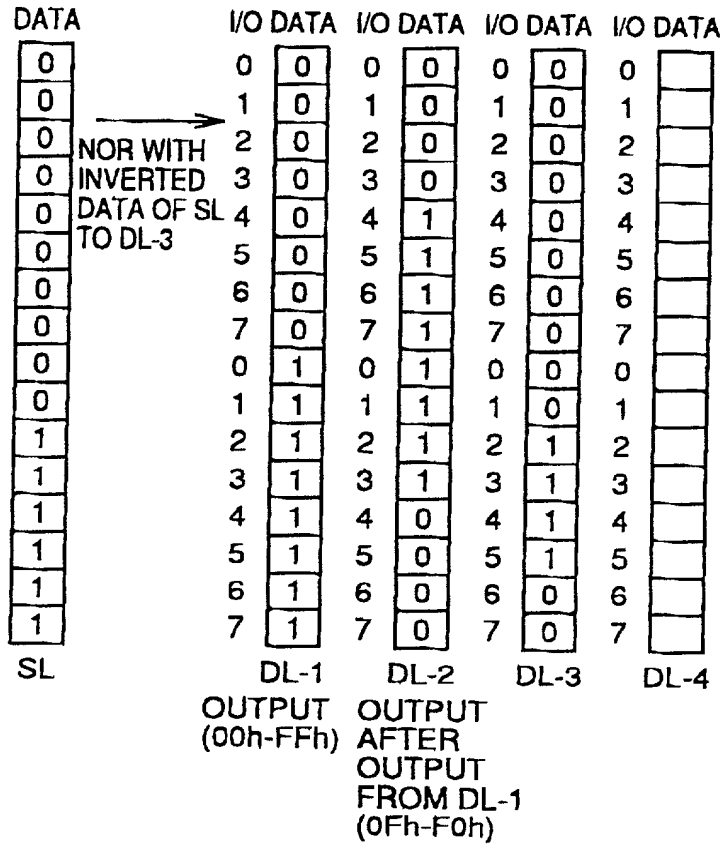 DATA I/O DATA I/O DATA I/O DATA I/O DATA
0 0 0 0 0 0 0 0
0 1 0 1 0 1 0 1
0 2 0 2 0 2 0 2
0 3 0 3 0 3 0 3
0 4 0 4 1 4 0 4
0 5 0 5 1 5 0 5
0 6 0 6 1 6 0 6
0 7 0 7 1 7 0 7
0 0 1 0 1 0 0 0
0 1 1 1 1 1 0 1
1 2 1 2 1 2 1 2
1 3 1 3 1 3 1 3
1 4 1 4 0 4 1 4
1 5 1 5 0 5 1 5
1 6 1 6 0 6 0 6
1 7 1 7 0 7 0 7
NOR WITH
INVERTED
DATA OF SL
TO DL-3
SL DL-1 DL-2 DL-3 DL-4
OUTPUT
(00h-FFh)
OUTPUT
AFTER
OUTPUT
FROM DL-1
(0Fh-F0h)